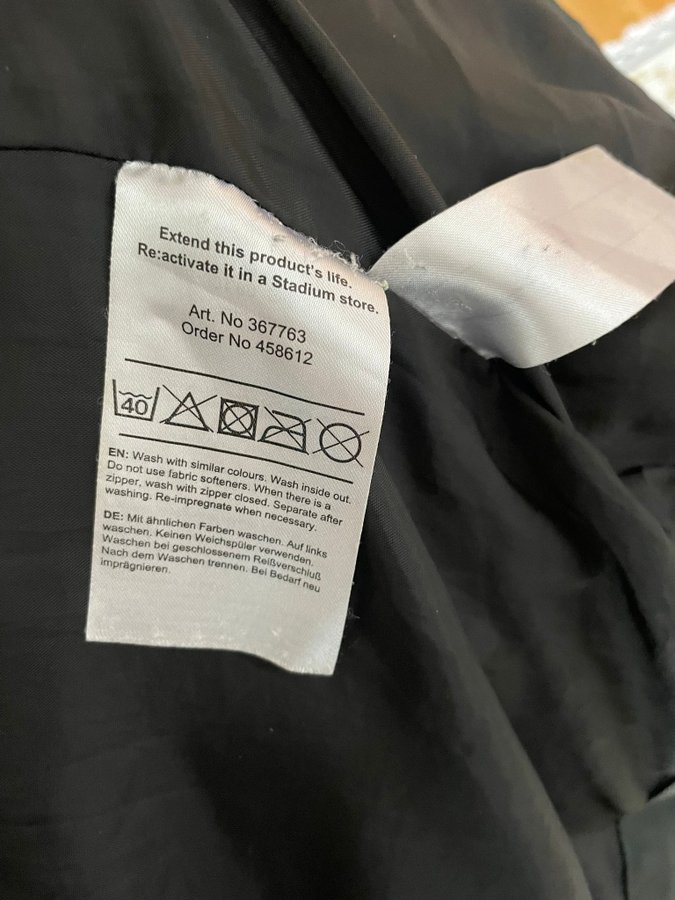 Extend this product's life.
Re:activate it in a Stadium store.
Art. No 367763
Order No 458612
40
EN: Wash with similar colours. Wash inside out.
Do not use fabric softeners. When there is a
zipper, wash with zipper closed. Separate after
washing. Re-impregnate when necessary.
DE: Mit ähnlichen Farben waschen. Auf links
waschen. Keinen Weichspüler verwenden.
Waschen bei geschlossenem Reißverschluß
Nach dem Waschen trennen. Bei Bedarf neu
imprägnieren.